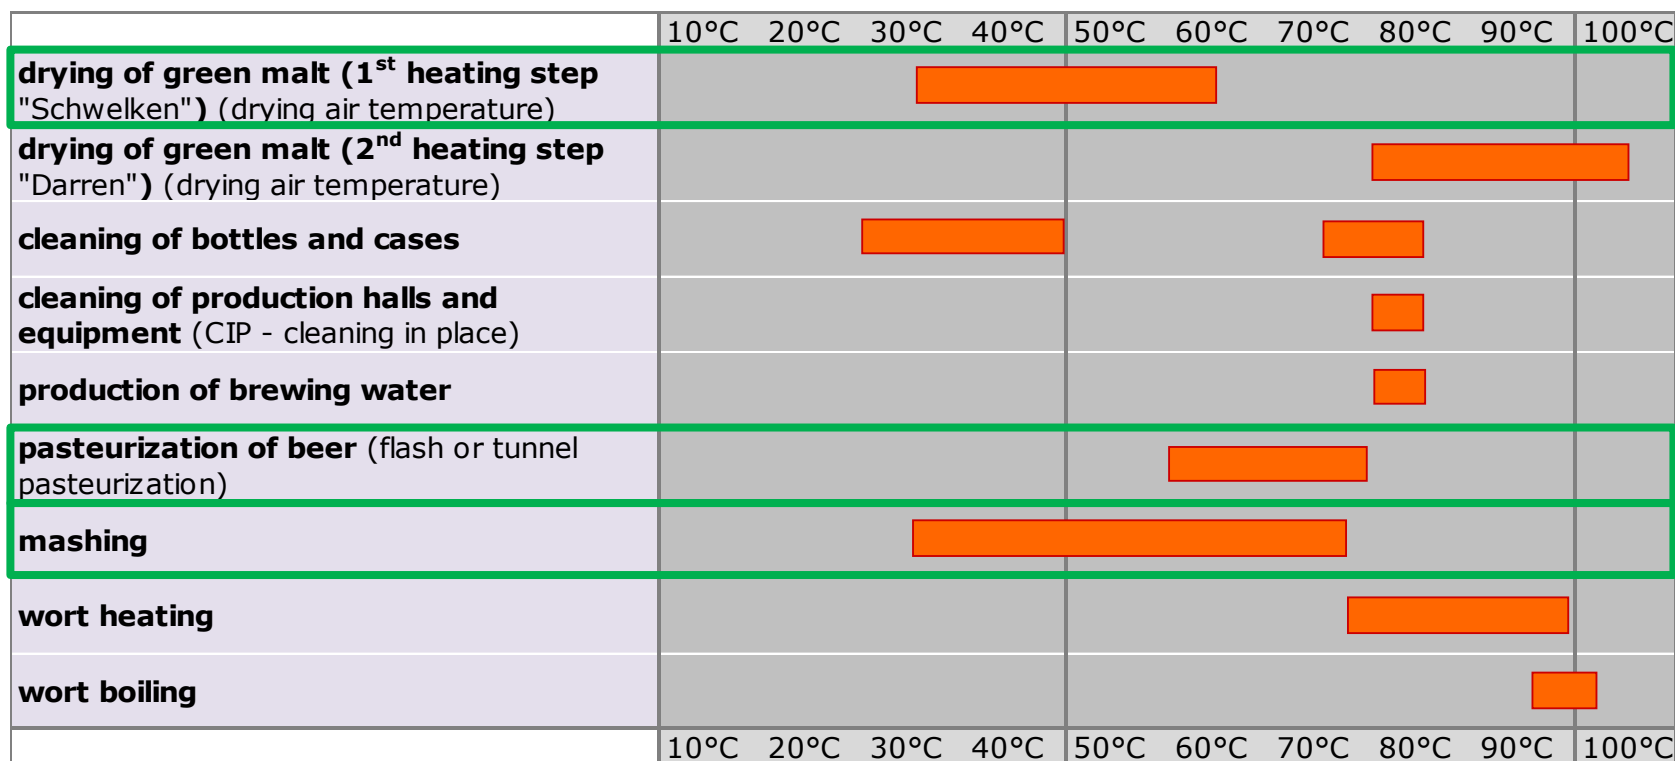 10°C 20°C 30°C 40°C 50°C 60°C 70°C 80°C 90°C 100°C
drying of green malt (1st heating step
"Schwelken") (drying air temperature)
drying of green malt (2nd heating step
"Darren") (drying air temperature)
cleaning of bottles and cases
cleaning of production halls and
equipment (CIP - cleaning in place)
production of brewing water
pasteurization of beer (flash or tunnel
pasteurization)
mashing
wort heating
wort boiling
10°C 20°C 30°C 40°C 50°C 60°C 70°C 80°C 90°C 100°C